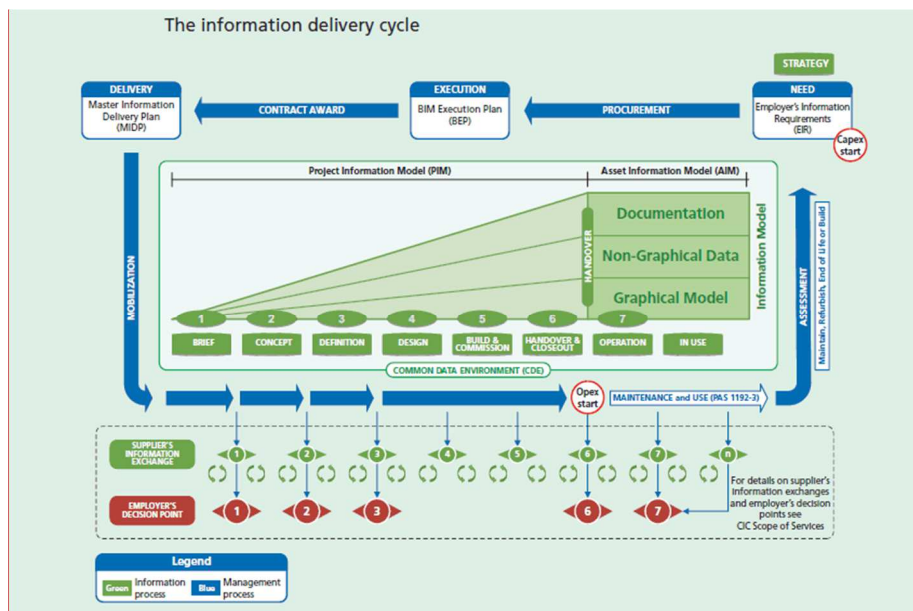 The information delivery cycle
STRATEGY
DELIVERY
Master Information
Delivery Plan
(MIDP)
CONTRACT AWARD
EXECUTION
BIM Execution Plan
(BEP)
PROCUREMENT
NEED
Employer's Information
Requirements
(EIR)
Capex
start
Project Information Model (PIM)
Asset Information Model (AIM)
MOBILIZATION
HANDOVER
Documentation
Non-Graphical Data
Graphical Model
Information Model
ASSESSMENT
Maintain, Refurbish, End of Life or Build
1
2
3
4
5
6
7
BRIEF
CONCEPT
DEFINITION
DESIGN
BUILD &
COMMISSION
HANDOVER &
CLOSEOUT
OPERATION
IN USE
COMMON DATA ENVIRONMENT (CDE)
Opex
start
MAINTENANCE and USE (PAS 1192-3)
SUPPLIER'S
INFORMATION
EXCHANGE
1
2
3
4
5
6
7
n
EMPLOYER'S
DECISION POINT
1
2
3
6
7
For details on supplier's
information exchanges
and employer's decision
points see
CIC Scope of Services
Legend
Green Information
process
Blue Management
process